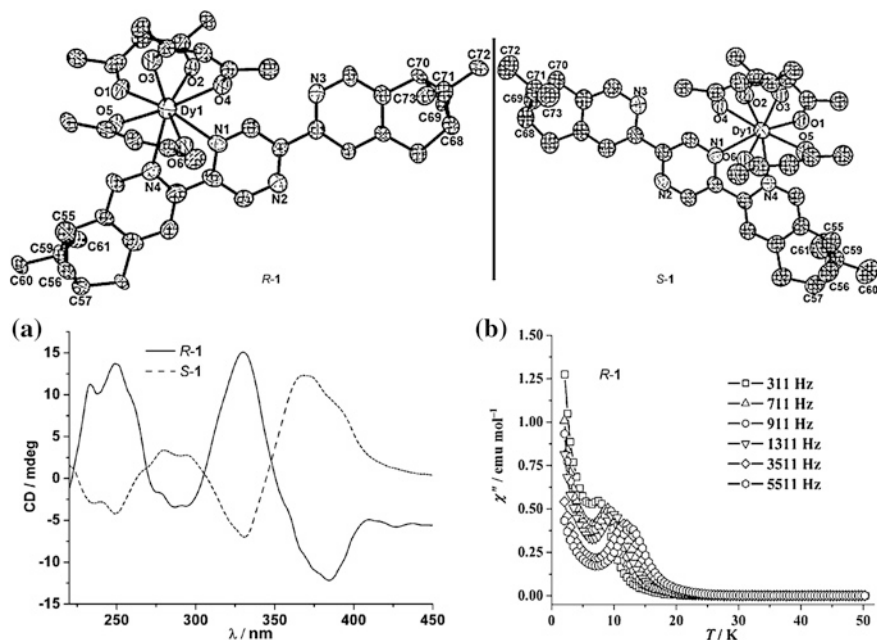 O3
O2
O1
O4
O5
Dy1
N1
O6
N4
N2
N3
C70
C72
C71
C73
C69
C68
C55
C59
C61
C60
C56
C57
R-1
C72
C70
C71
C69
C73
C68
N3
N1
N2
O2
O3
O4
O1
Dy1
O5
O6
N4
C55
C61
C59
C56
C57
C60
S-1
(a)
R-1
S-1
CD / mdeg
15
10
5
0
-5
-10
-15
250 300 350 400 450
λ / nm
(b)
R-1
311 Hz
711 Hz
911 Hz
1311 Hz
3511 Hz
5511 Hz
χ″ / emu mol⁻¹
1.50
1.25
1.00
0.75
0.50
0.25
0.00
0 10 20 30 40 50
T / K